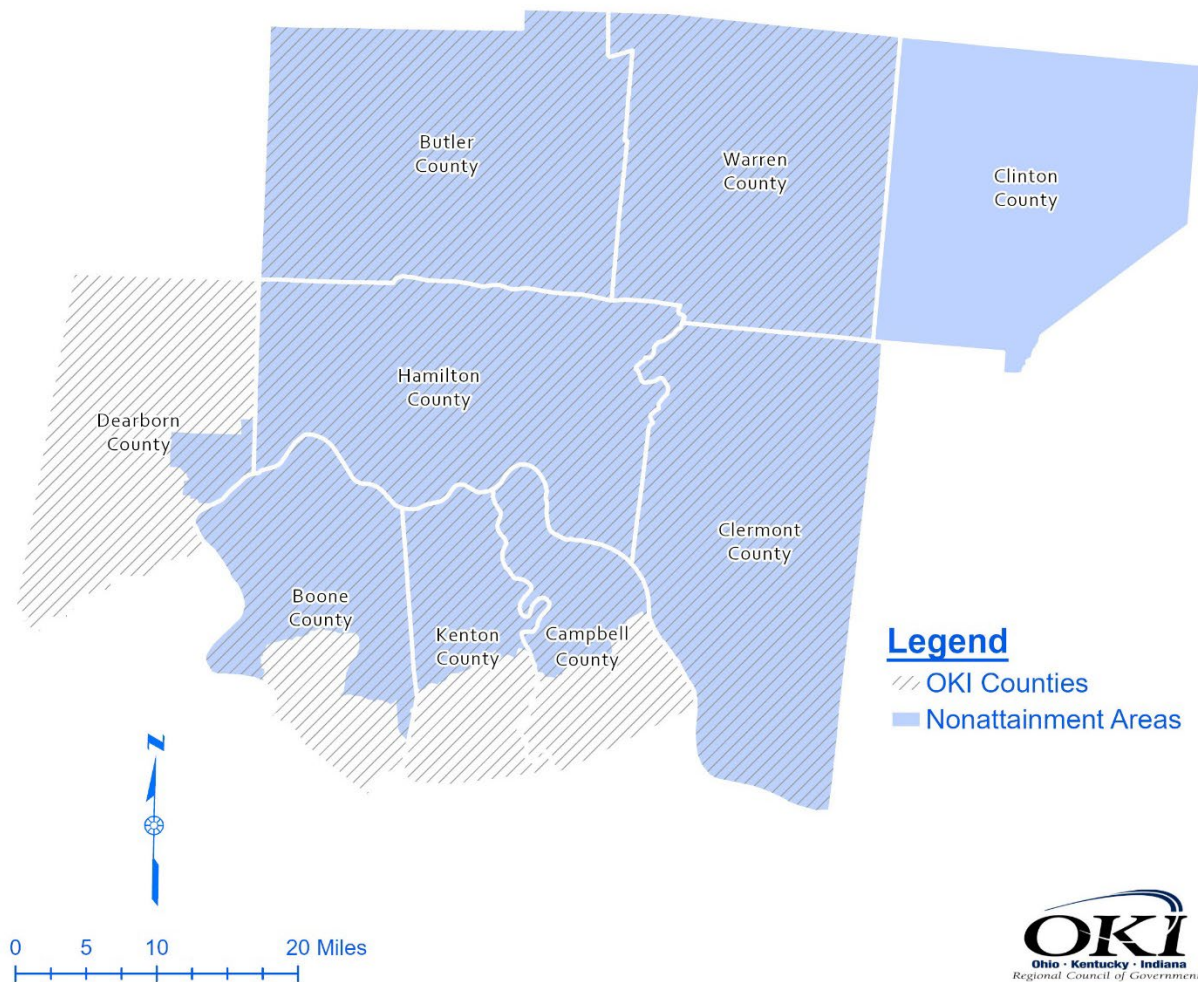 Butler
County
Warren
County
Clinton
County
Hamilton
County
Dearborn
County
Clermont
County
Boone
County
Kenton
County
Campbell
County
Legend
OKI Counties
Nonattainment Areas
N
0 5 10 20 Miles
OKI
Ohio · Kentucky · Indiana
Regional Council of Government